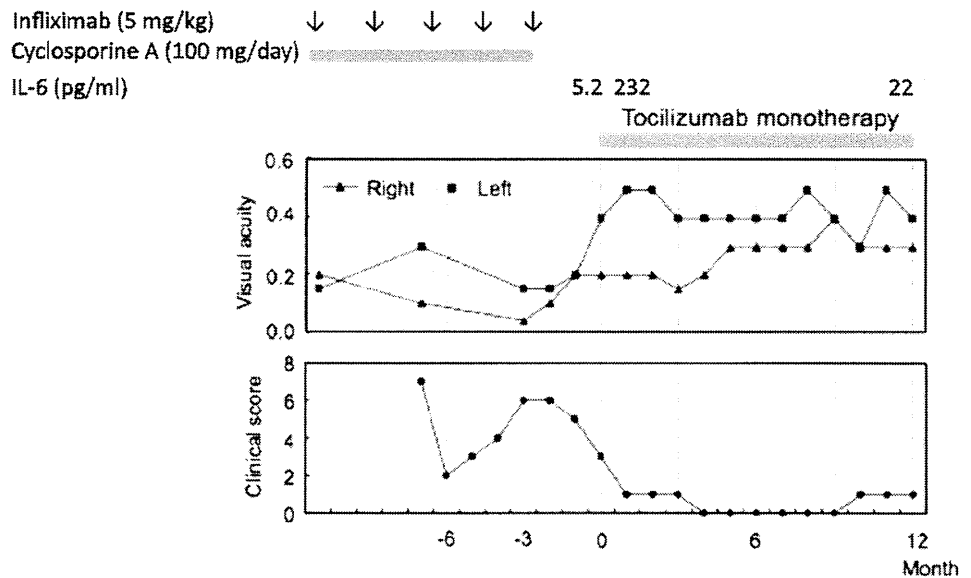 Infliximab (5 mg/kg) ↓ ↓ ↓ ↓ ↓
Cyclosporine A (100 mg/day)
IL-6 (pg/ml) 5.2 232 22
Tocilizumab monotherapy
0.6
Right Left
0.4
Visual acuity
0.2
0.0
8
6
Clinical score
4
2
0
-6 -3 0 6 12
Month